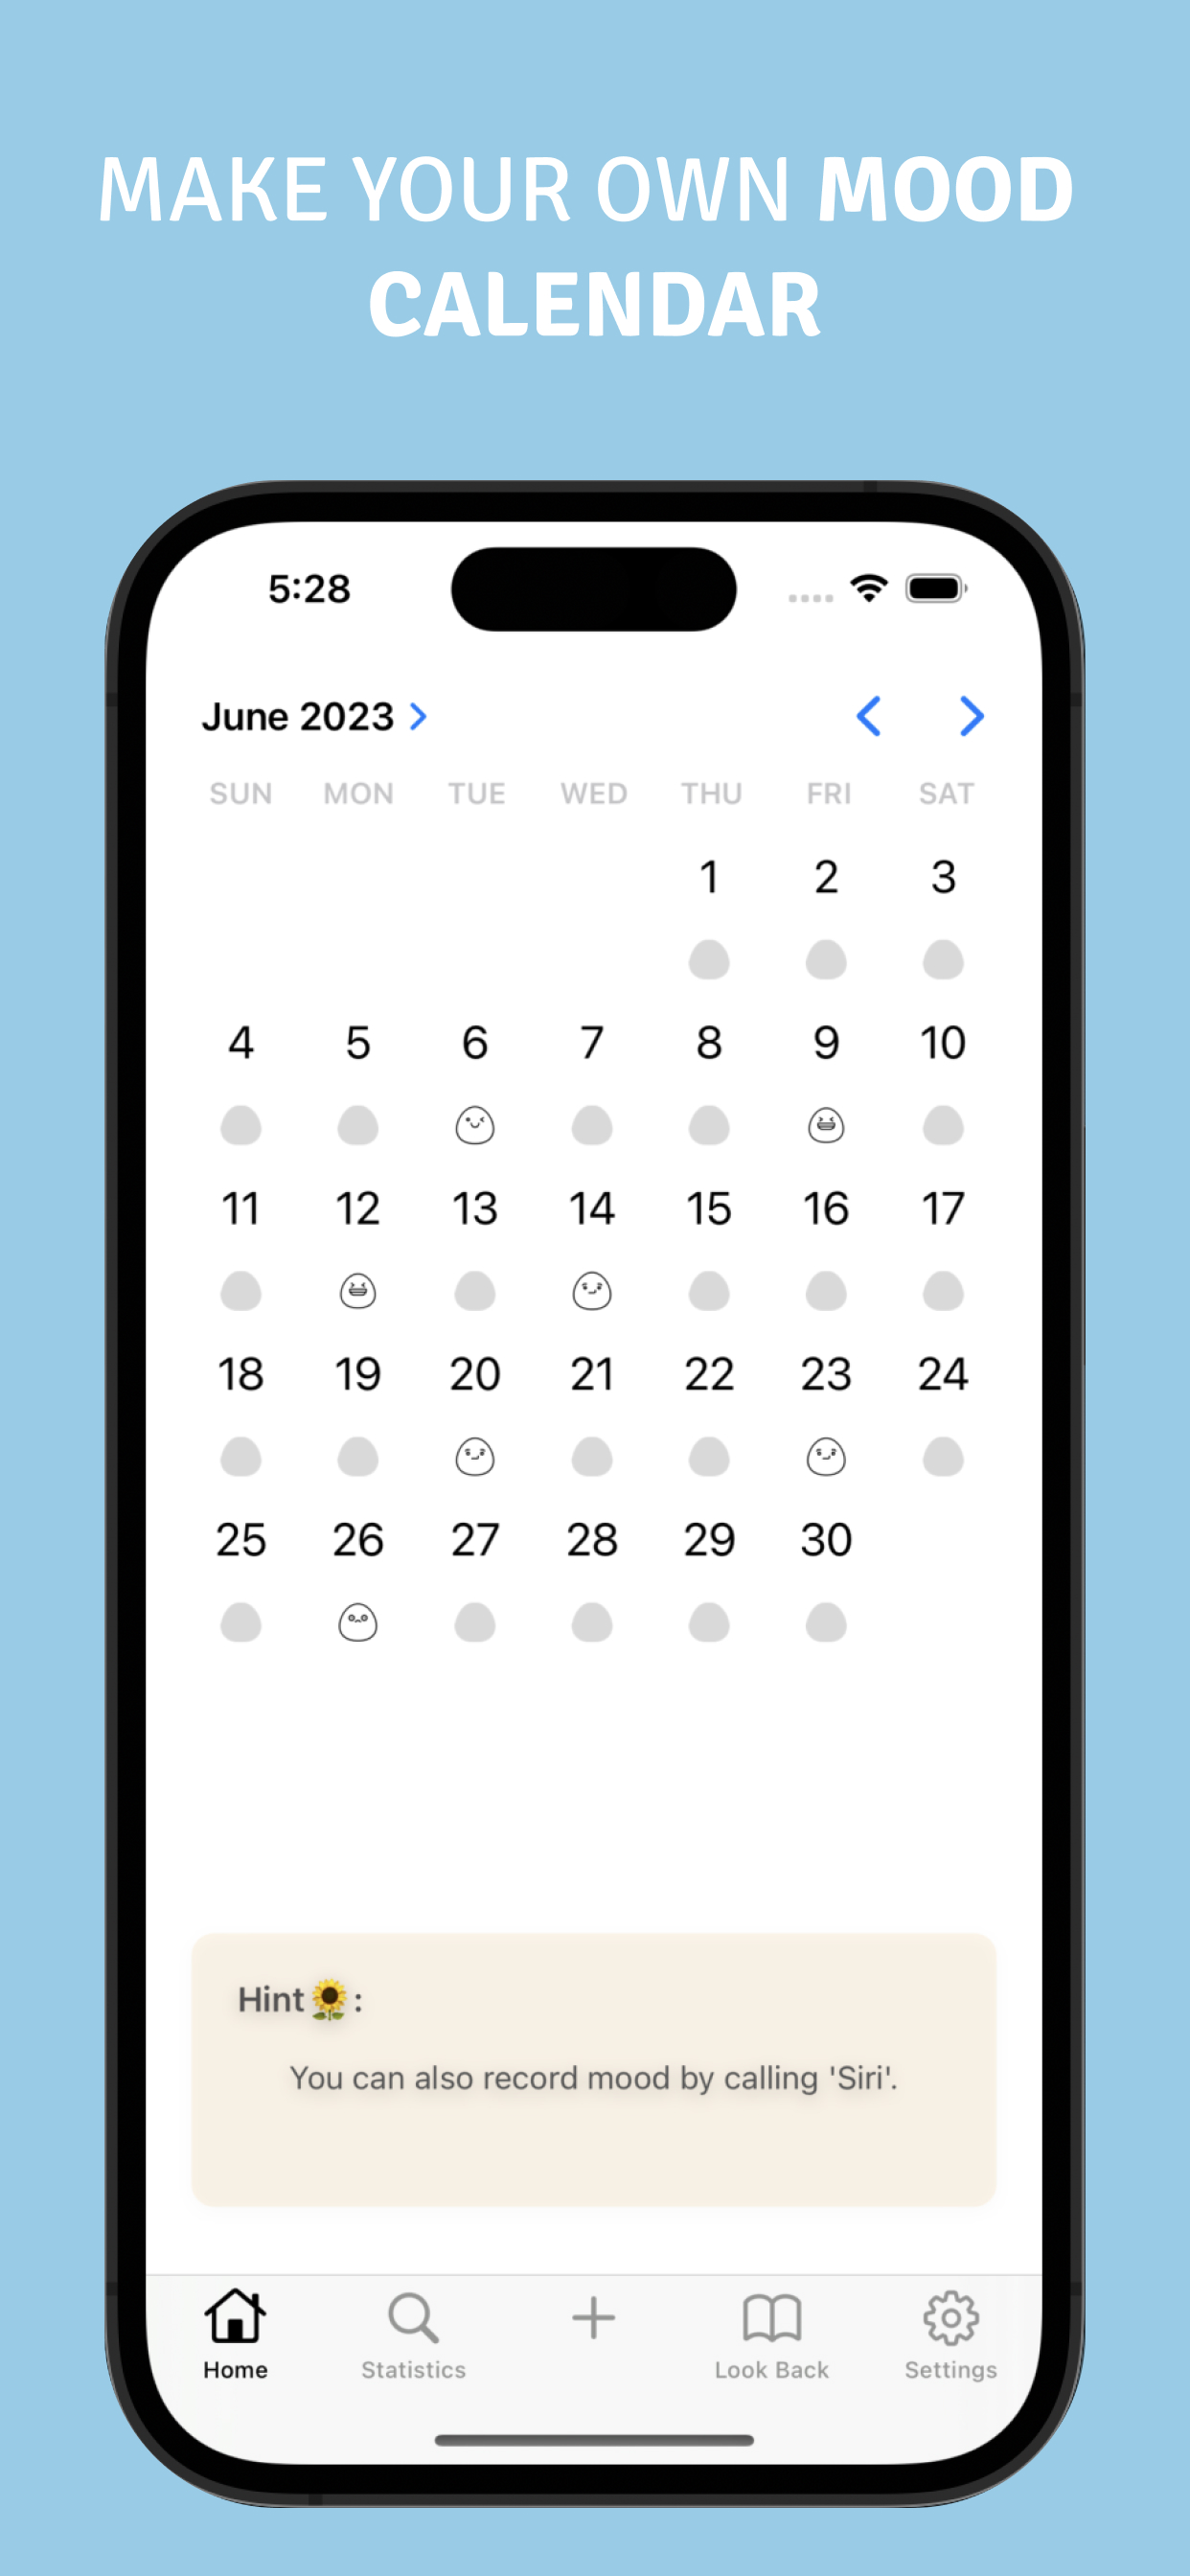 MAKE YOUR OWN MOOD
CALENDAR
5:28
June 2023
SUN MON TUE WED THU FRI SAT
1 2 3
4 5 6 7 8 9 10
11 12 13 14 15 16 17
18 19 20 21 22 23 24
25 26 27 28 29 30
Hint🌻:
You can also record mood by calling 'Siri'.
Home Statistics Look Back Settings